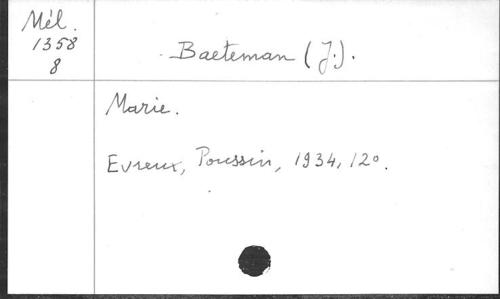 Mél.
1358
8
Baeteman (J.).
Marie.
Evreux, Poussin, 1934, 12°.